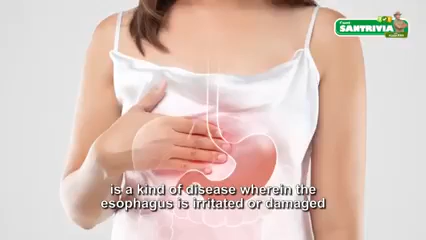 SANTRIVIA
is a kind of disease wherein the
esophagus is irritated or damaged